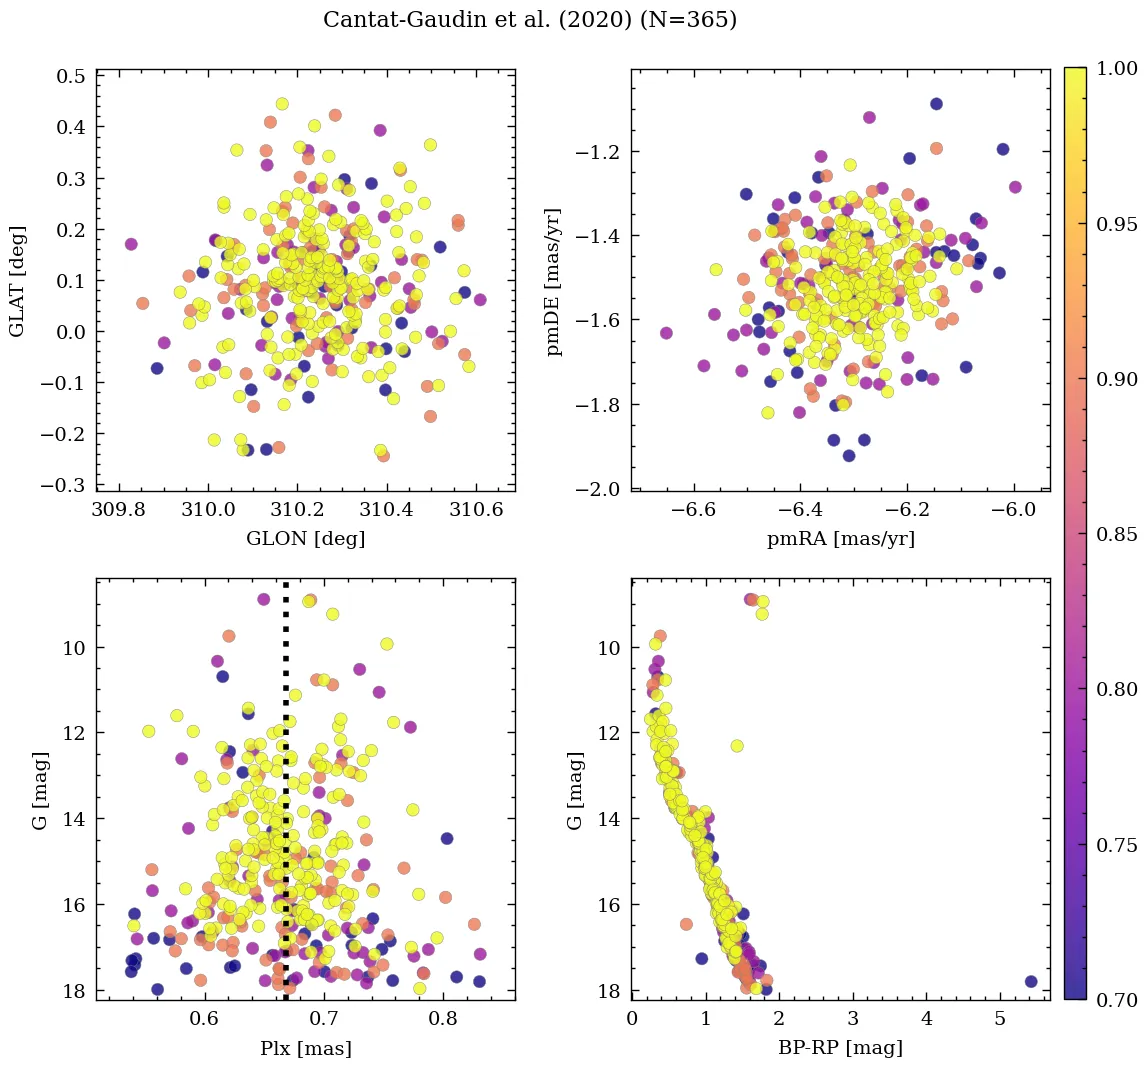 Cantat-Gaudin et al. (2020) (N=365)
0.5
0.4
0.3
0.2
0.1
0.0
−0.1
−0.2
−0.3
GLAT [deg]
309.8 310.0 310.2 310.4 310.6
GLON [deg]
−1.2
−1.4
−1.6
−1.8
−2.0
pmDE [mas/yr]
−6.6 −6.4 −6.2 −6.0
pmRA [mas/yr]
10
12
14
16
18
G [mag]
0.6 0.7 0.8
Plx [mas]
10
12
14
16
18
G [mag]
0 1 2 3 4 5
BP-RP [mag]
1.00
0.95
0.90
0.85
0.80
0.75
0.70